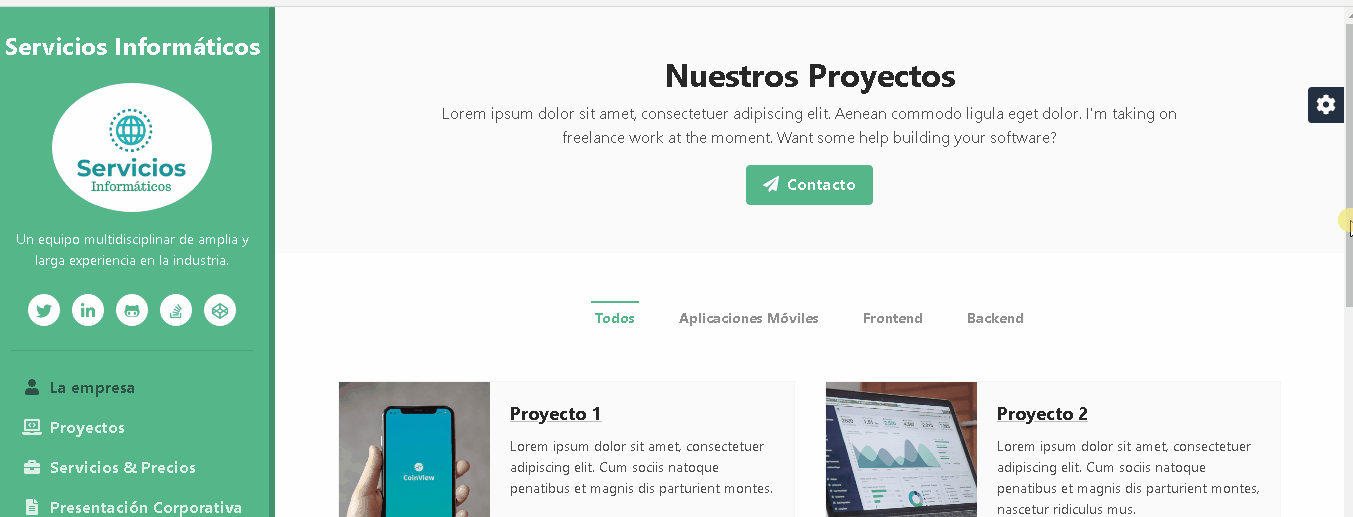 Servicios Informáticos
Servicios
Informáticos
Un equipo multidisciplinar de amplia y
larga experiencia en la industria.
La empresa
Proyectos
Servicios & Precios
Presentación Corporativa
Nuestros Proyectos
Lorem ipsum dolor sit amet, consectetuer adipiscing elit. Aenean commodo ligula eget dolor. I'm taking on
freelance work at the moment. Want some help building your software?
Contacto
Todos Aplicaciones Móviles Frontend Backend
CoinView
Proyecto 1
Lorem ipsum dolor sit amet, consectetuer
adipiscing elit. Cum sociis natoque
penatibus et magnis dis parturient montes.
Proyecto 2
Lorem ipsum dolor sit amet, consectetuer
adipiscing elit. Cum sociis natoque
penatibus et magnis dis parturient montes,
nascetur ridiculus mus.